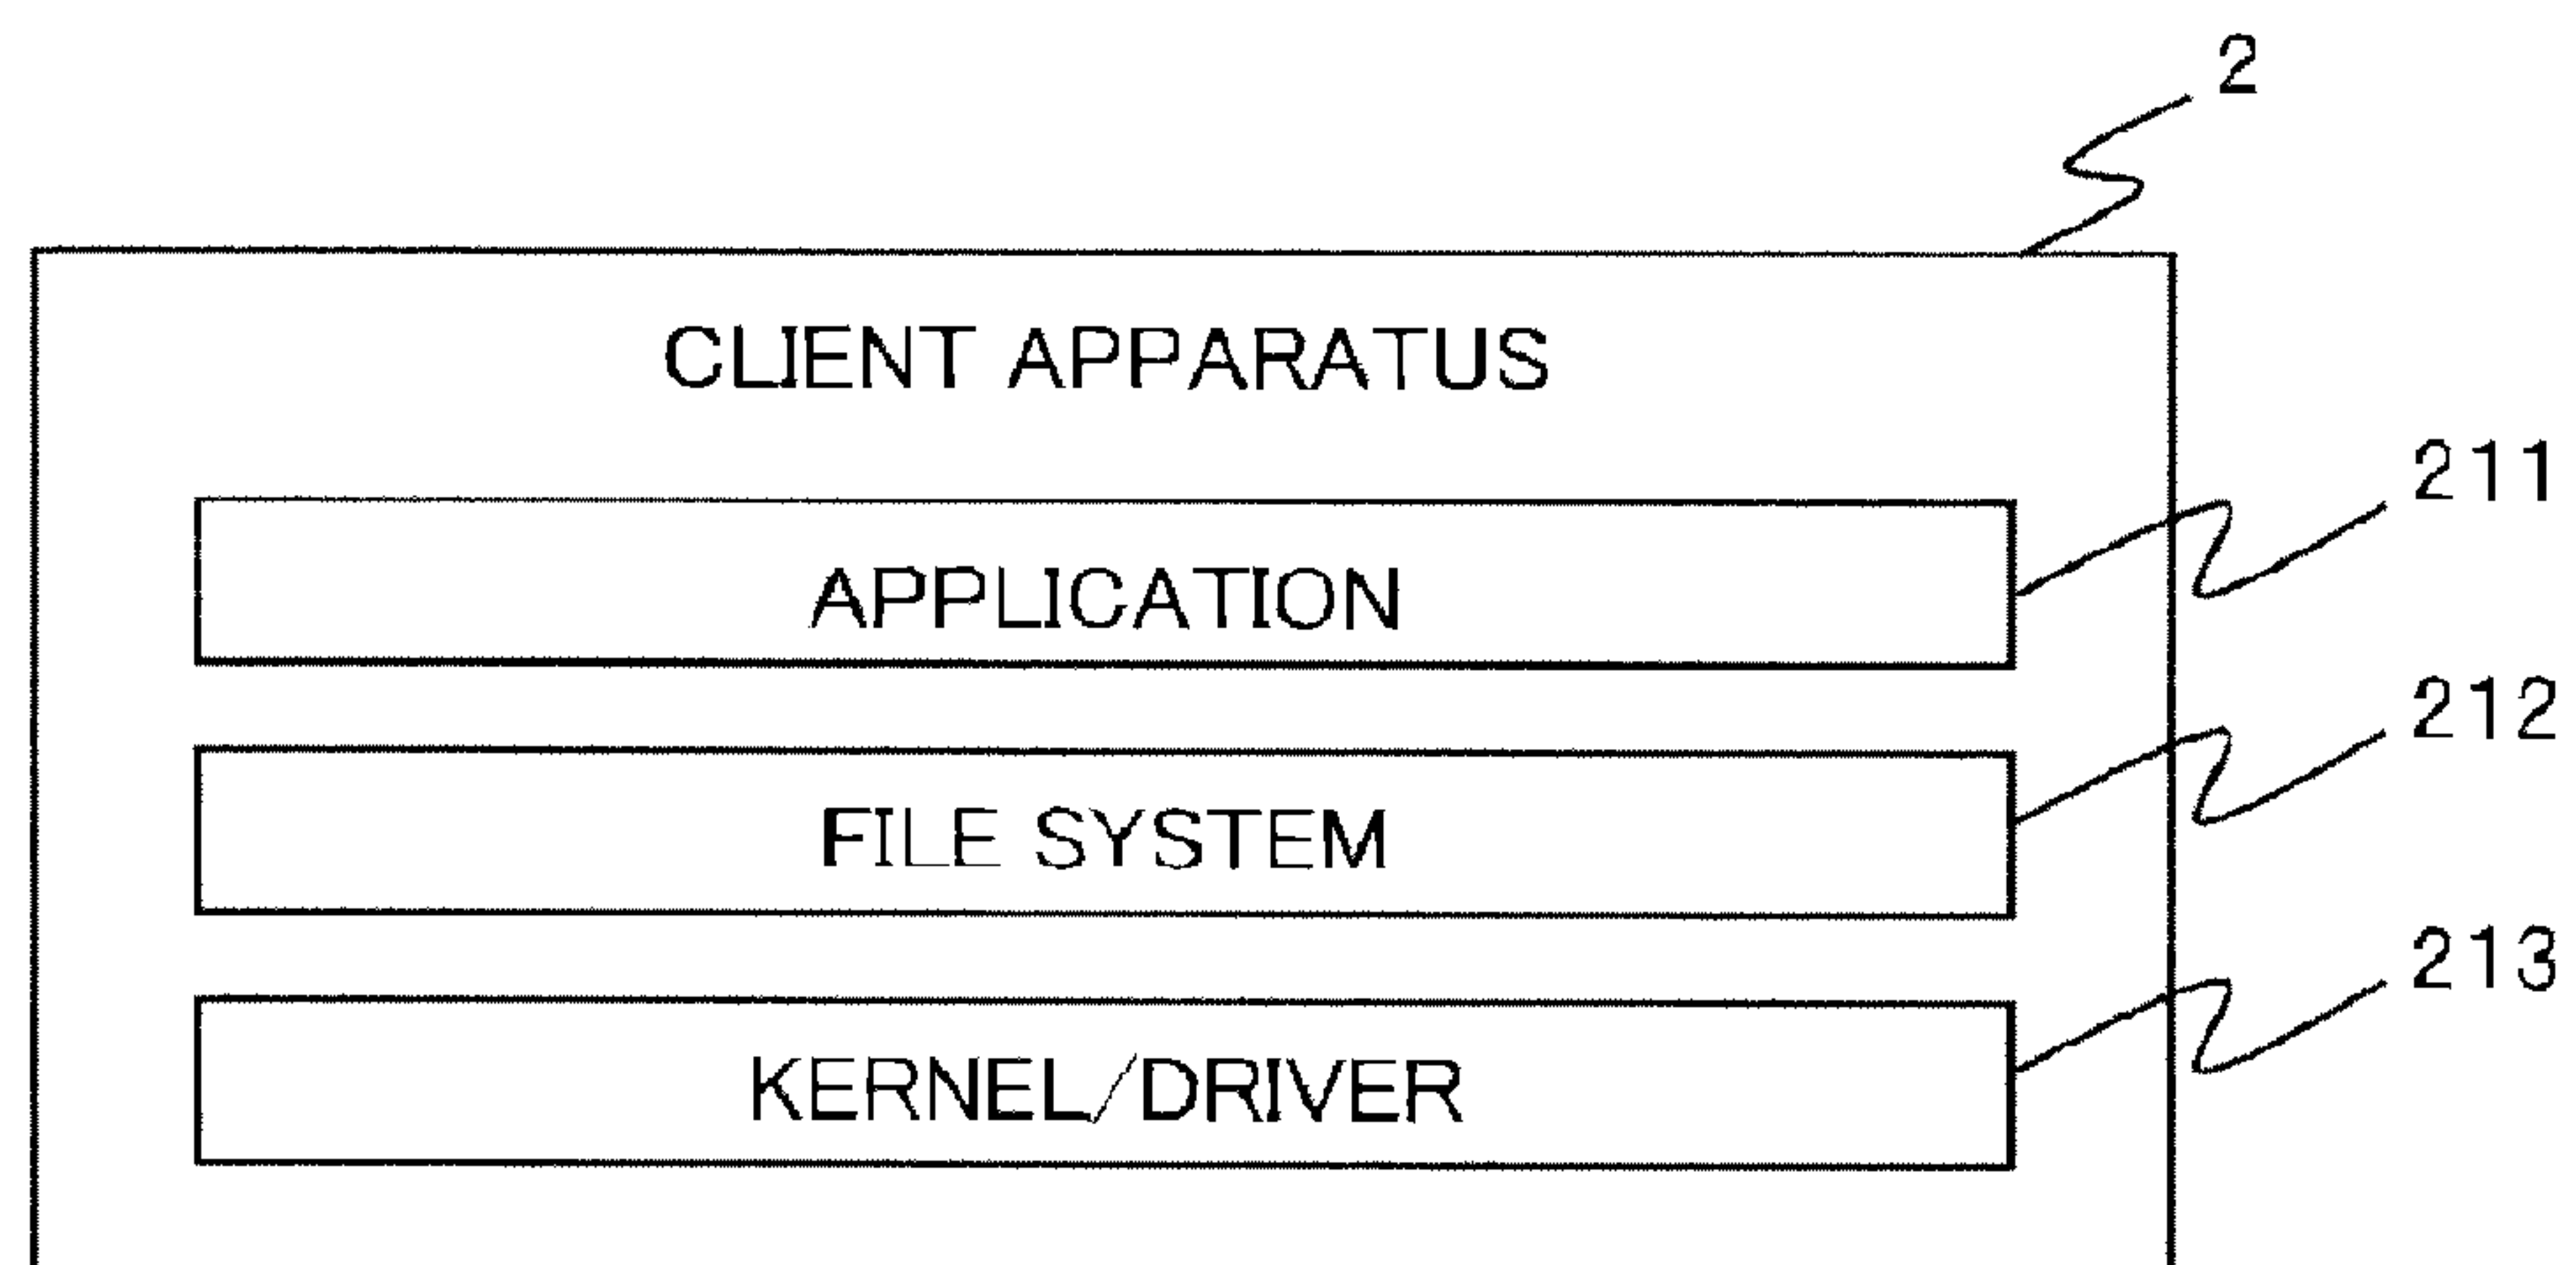 2
CLIENT APPARATUS
211
APPLICATION
212
FILE SYSTEM
213
KERNEL/DRIVER